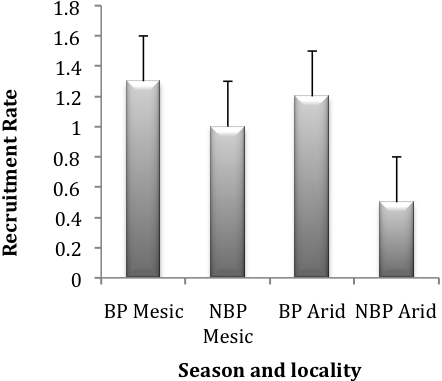 1.8
1.6
1.4
1.2
1
0.8
0.6
0.4
0.2
0
Recruitment Rate
BP Mesic
NBP
Mesic
BP Arid
NBP Arid
Season and locality